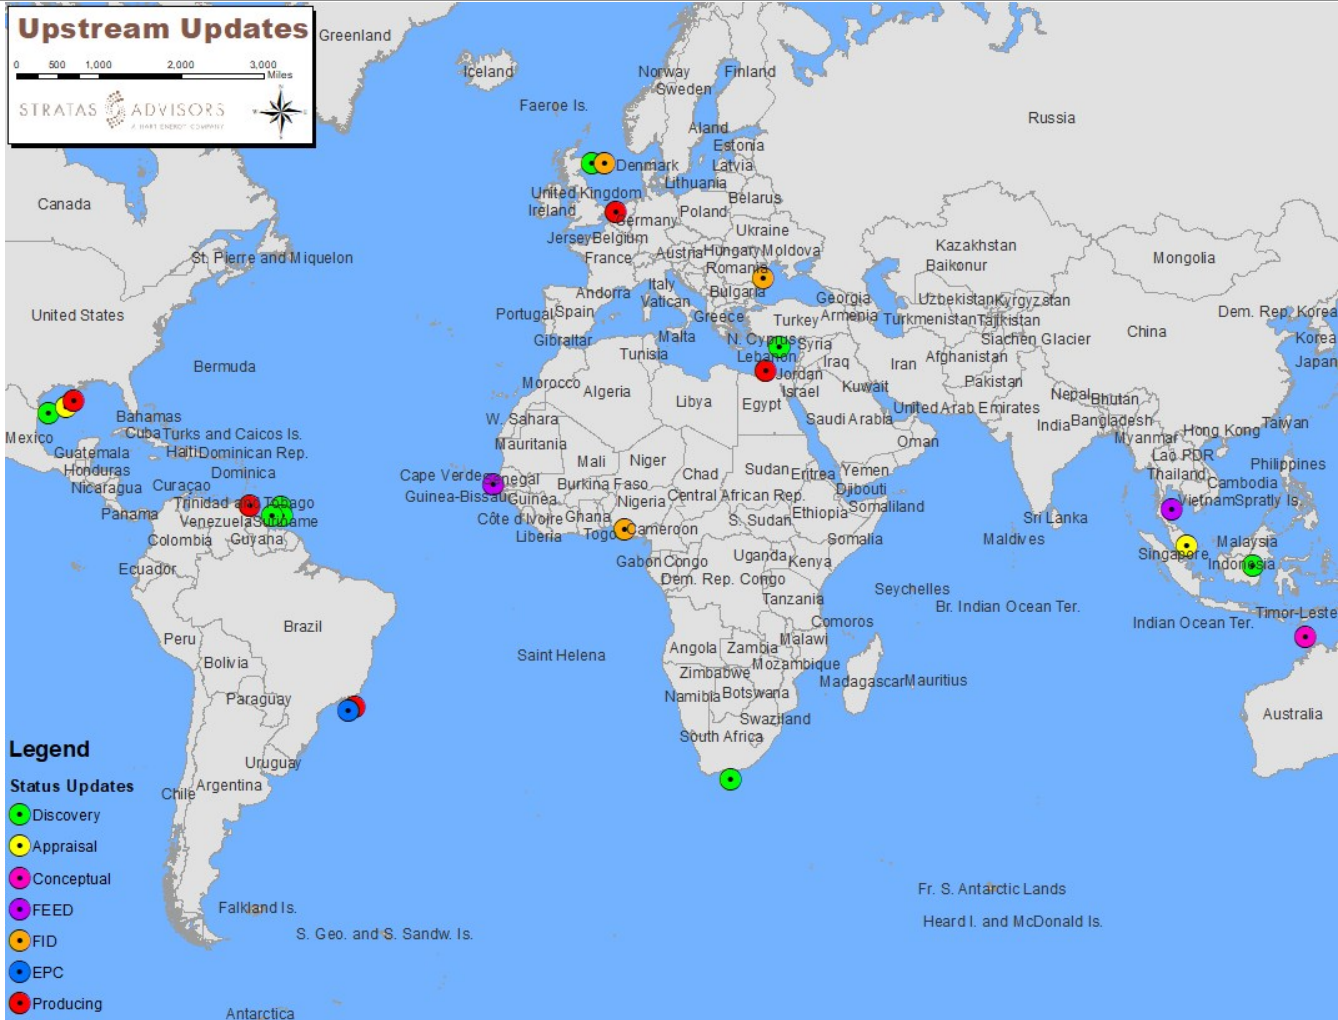 Upstream Updates
0 500 1,000 2,000 3,000
Miles
STRATAS ADVISORS
A HART ENERGY COMPANY
Greenland
Iceland
Norway
Finland
Sweden
Faeroe Is.
Russia
Aland
Estonia
Denmark
Latvia
Lithuania
United Kingdom
Belarus
Canada
Ireland
Poland
Germany
Ukraine
Jersey
Belgium
Kazakhstan
Austria
Hungary
Moldova
St. Pierre and Miquelon
France
Mongolia
Baikonur
Romania
Italy
Andorra
Bulgaria
Vatican
Georgia
Uzbekistan
Kyrgyzstan
United States
Portugal
Spain
Greece
Armenia
Turkey
Turkmenistan
Tajikistan
Dem. Rep. Korea
China
Gibraltar
Malta
N. Cyprus
Syria
Siachen Glacier
Korea
Tunisia
Lebanon
Iraq
Iran
Afghanistan
Japan
Bermuda
Jordan
Morocco
Algeria
Israel
Kuwait
Pakistan
Libya
Egypt
Nepal
Bhutan
United Arab Emirates
Bahamas
W. Sahara
Saudi Arabia
India
Bangladesh
Taiwan
Mexico
Cuba
Turks and Caicos Is.
Mauritania
Oman
Myanmar
Hong Kong
Guatemala
Haiti
Dominican Rep.
Mali
Niger
Lao PDR
Honduras
Dominica
Cape Verde
Senegal
Chad
Sudan
Eritrea
Yemen
Thailand
Philippines
Nicaragua
Curaçao
Burkina Faso
Djibouti
Cambodia
Guinea-Bissau
Guinea
Nigeria
Central African Rep.
Vietnam
Spratly Is.
Trinidad and Tobago
Panama
Venezuela
Suriname
Côte d'Ivoire
Ghana
S. Sudan
Ethiopia
Somaliland
Sri Lanka
Colombia
Guyana
Liberia
Togo
Cameroon
Somalia
Maldives
Malaysia
Ecuador
Gabon
Congo
Uganda
Kenya
Singapore
Indonesia
Dem. Rep. Congo
Seychelles
Tanzania
Br. Indian Ocean Ter.
Timor-Leste
Brazil
Comoros
Indian Ocean Ter.
Peru
Malawi
Angola
Zambia
Saint Helena
Bolivia
Mozambique
Zimbabwe
Madagascar
Mauritius
Paraguay
Namibia
Botswana
Swaziland
Australia
South Africa
Uruguay
Argentina
Chile
Falkland Is.
S. Geo. and S. Sandw. Is.
Fr. S. Antarctic Lands
Heard I. and McDonald Is.
Antarctica
Legend
Status Updates
Discovery
Appraisal
Conceptual
FEED
FID
EPC
Producing